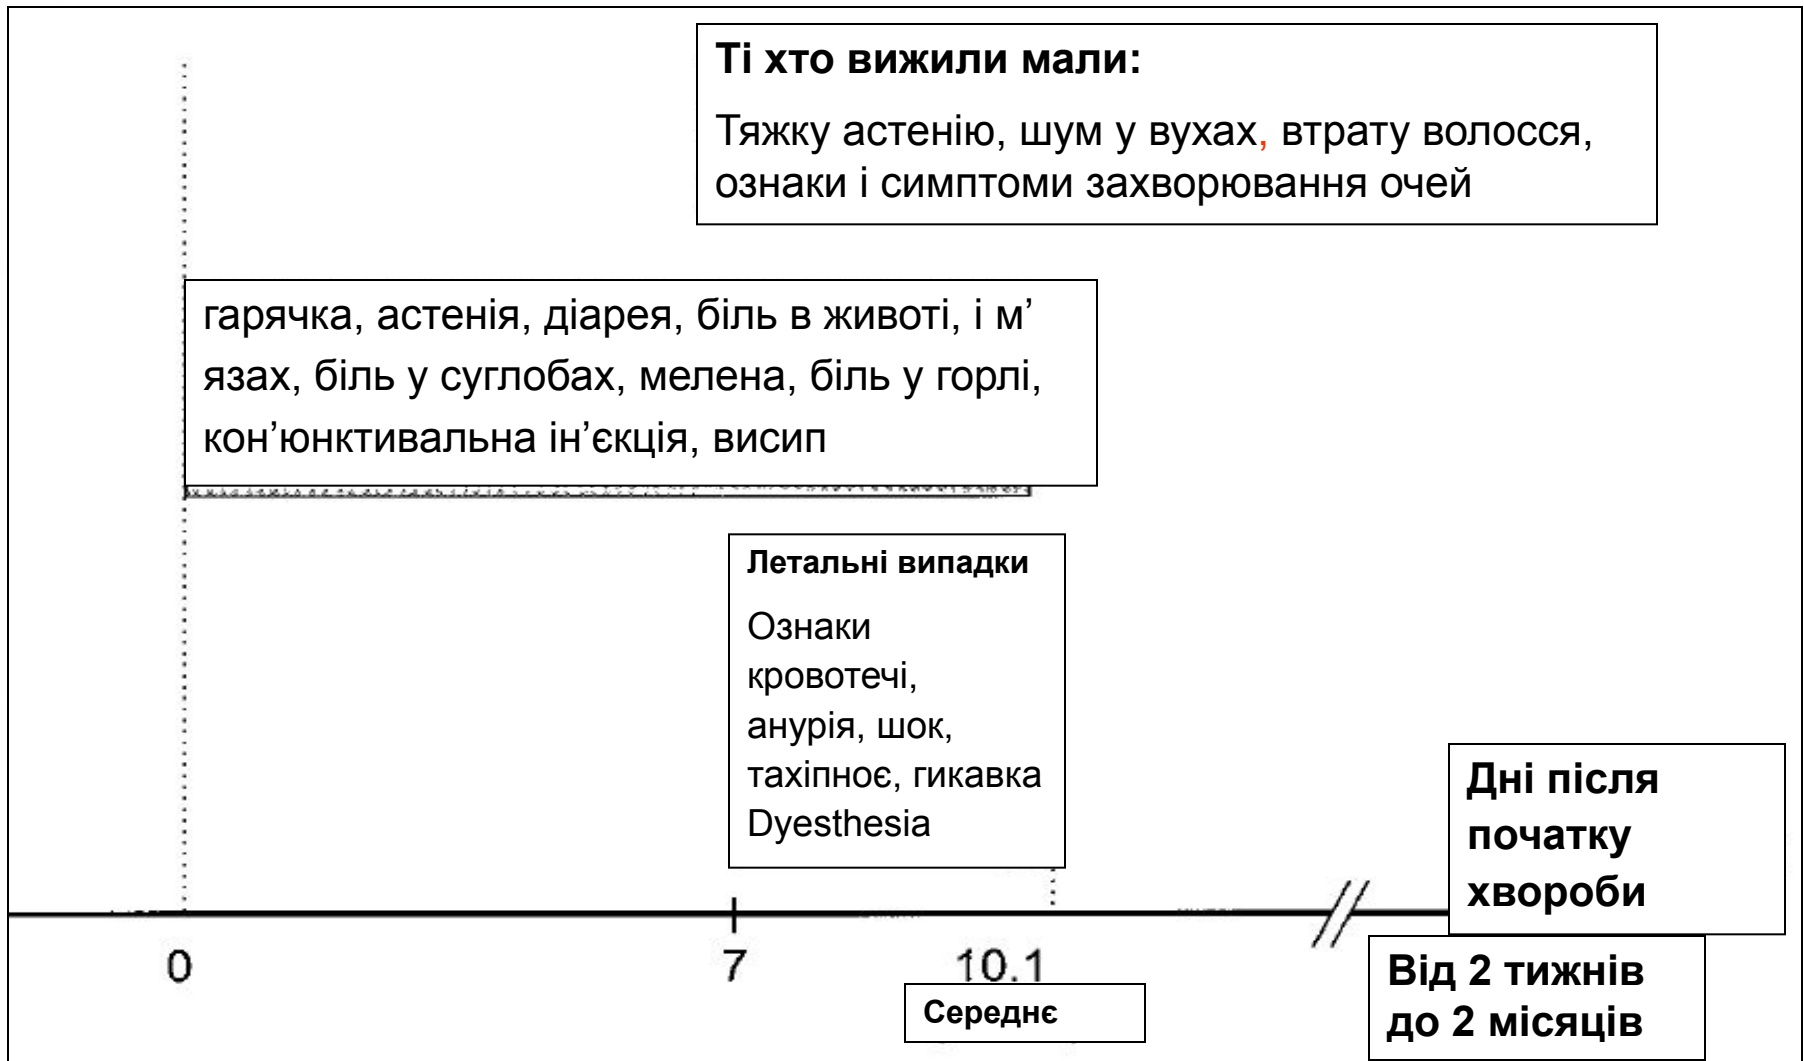 Ті хто вижили мали:
Тяжку астенію, шум у вухах, втрату волосся,
ознаки і симптоми захворювання очей
гарячка, астенія, діарея, біль в животі, і м’
язах, біль у суглобах, мелена, біль у горлі,
кон’юнктивальна ін’єкція, висип
Летальні випадки
Ознаки
кровотечі,
анурія, шок,
тахіпноє, гикавка
Dyesthesia
Дні після
початку
хвороби
0
7
10.1
Середнє
Від 2 тижнів
до 2 місяців